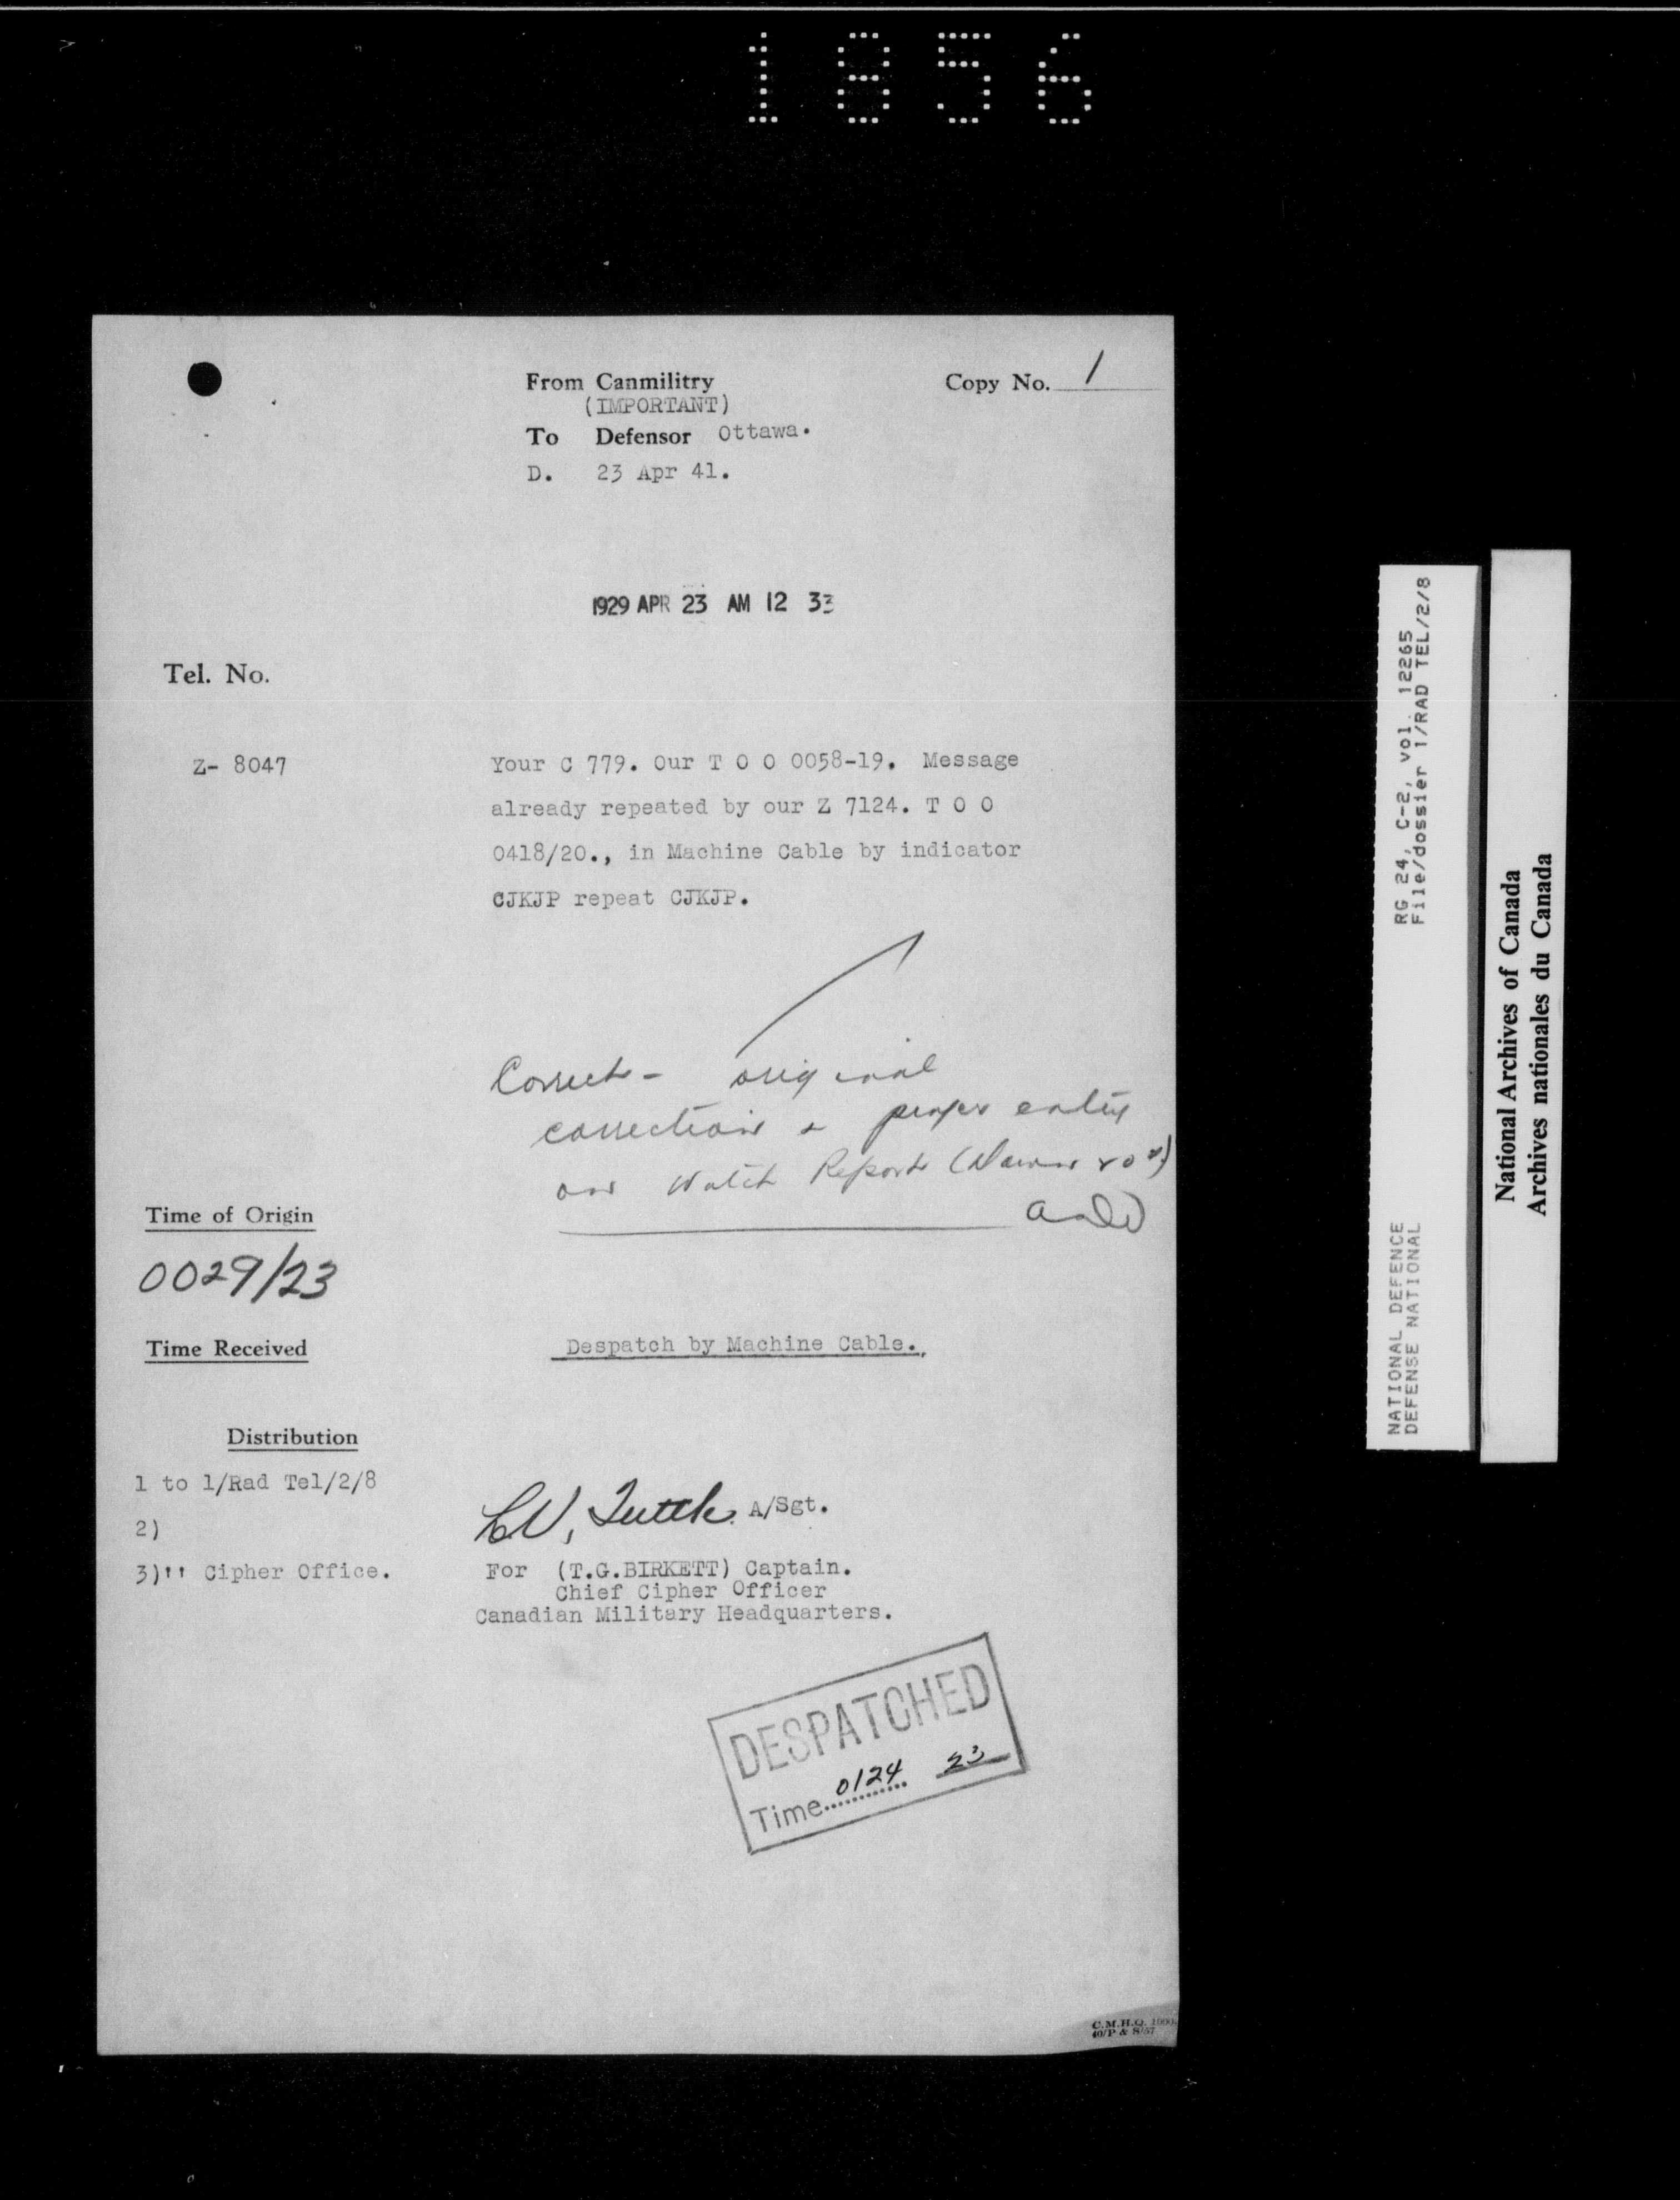 1856
From Canmilitry
Copy No. 1
(IMPORTANT)
To Defensor Ottawa.
D. 23 Apr 41.
1929 APR 23 AM 12 33
Tel. No.
Z- 8047
Your C 779. Our T O O 0058-19. Message
already repeated by our Z 7124. T O O
0418/20., in Machine Cable by indicator
CJKJP repeat CJKJP.
Correct - original
correction & proper entry
on Watch Report
Time of Origin
0029/23
Time Received
Despatch by Machine Cable.
Distribution
1 to 1/Rad Tel/2/8
2)
3)'' Cipher Office.
A/Sgt.
For (T.G.BIRKETT) Captain.
Chief Cipher Officer
Canadian Military Headquarters.
DESPATCHED
Time 0124 23
C.M.H.Q. 1000.
40/P & S/57
RG 24, C-2, vol. 12265
File/dossier 1/RAD TEL/2/8
NATIONAL DEFENCE
DEFENSE NATIONAL
National Archives of Canada
Archives nationales du Canada